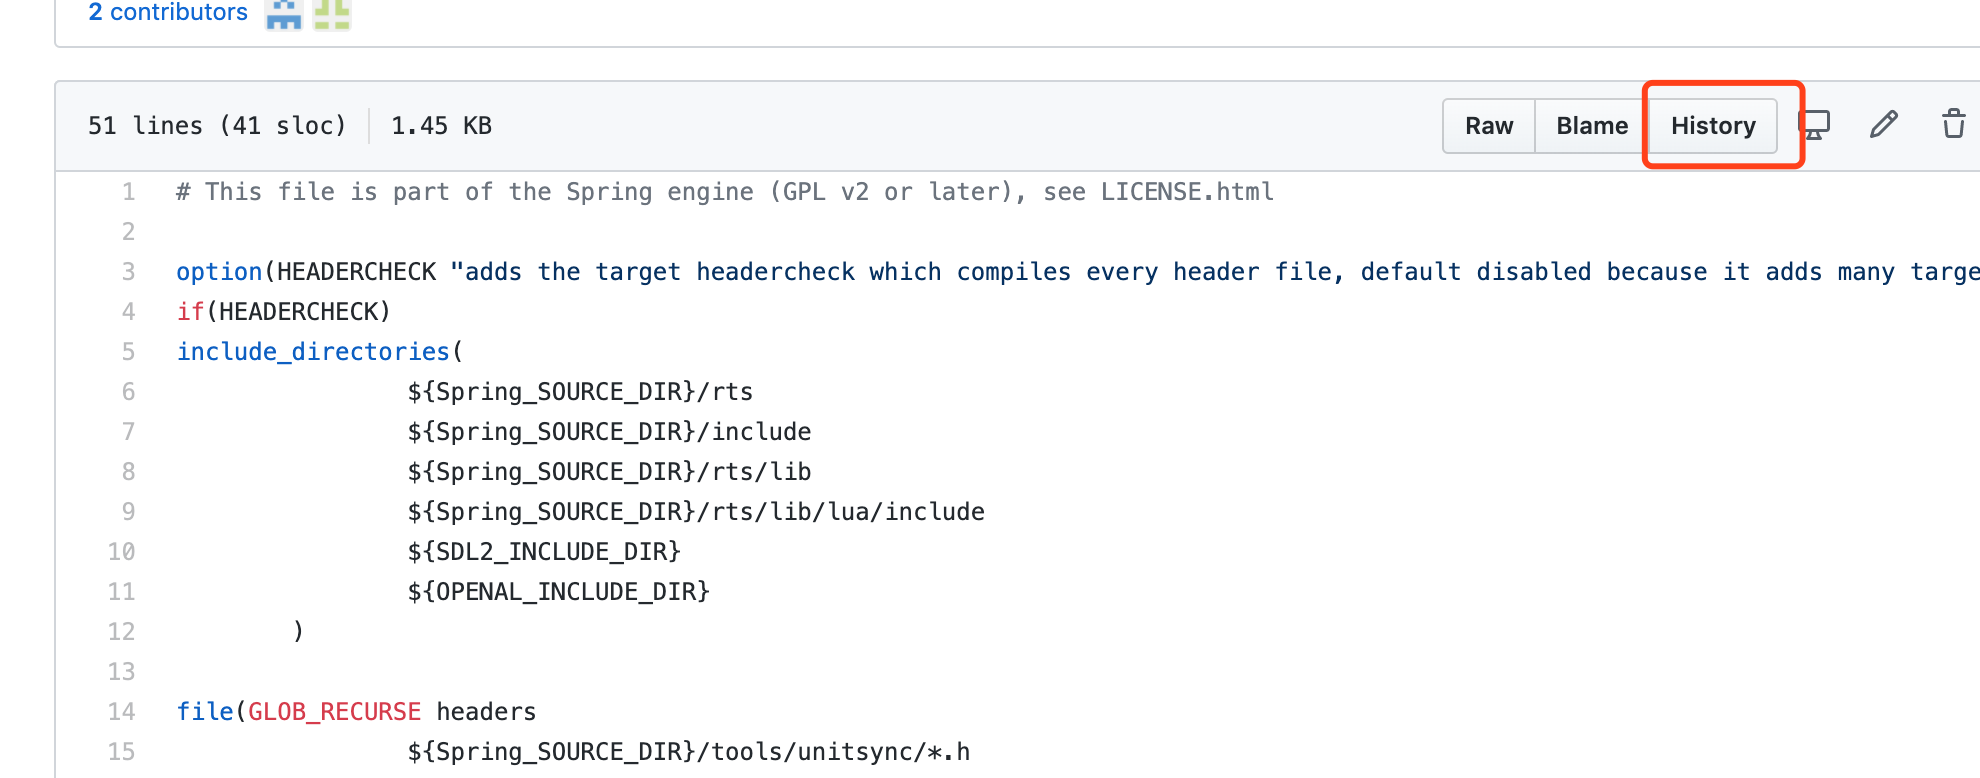 2 contributors
51 lines (41 sloc) 1.45 KB Raw Blame History
1 # This file is part of the Spring engine (GPL v2 or later), see LICENSE.html
2
3 option(HEADERCHECK "adds the target headercheck which compiles every header file, default disabled because it adds many targe
4 if(HEADERCHECK)
5 include_directories(
6 ${Spring_SOURCE_DIR}/rts
7 ${Spring_SOURCE_DIR}/include
8 ${Spring_SOURCE_DIR}/rts/lib
9 ${Spring_SOURCE_DIR}/rts/lib/lua/include
10 ${SDL2_INCLUDE_DIR}
11 ${OPENAL_INCLUDE_DIR}
12 )
13
14 file(GLOB_RECURSE headers
15 ${Spring_SOURCE_DIR}/tools/unitsync/*.h